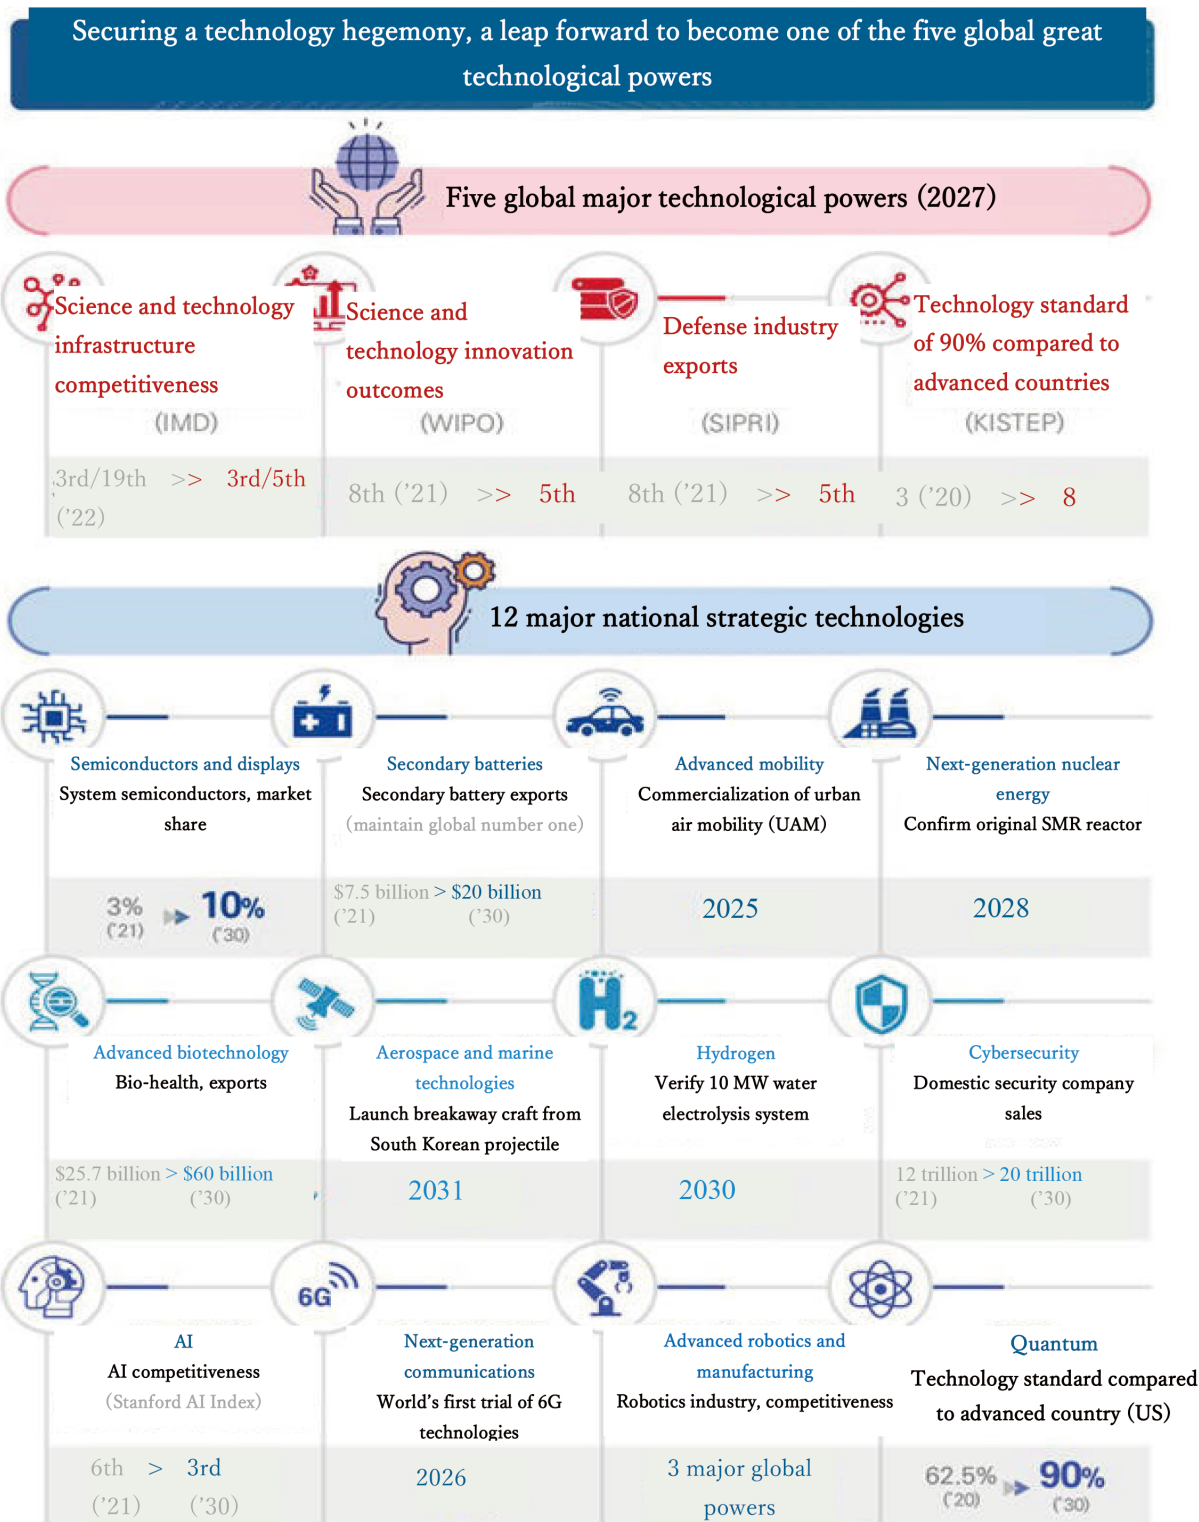 Securing a technology hegemony, a leap forward to become one of the five global great
technological powers
Five global major technological powers (2027)
Science and technology
infrastructure
competitiveness
(IMD)
3rd/19th >> 3rd/5th
('22)
Science and
technology innovation
outcomes
(WIPO)
8th ('21) >> 5th
Defense industry
exports
(SIPRI)
8th ('21) >> 5th
Technology standard
of 90% compared to
advanced countries
(KISTEP)
3 ('20) >> 8
12 major national strategic technologies
Semiconductors and displays
System semiconductors, market
share
3% 10%
('21) ('30)
Secondary batteries
Secondary battery exports
(maintain global number one)
$7.5 billion > $20 billion
('21) ('30)
Advanced mobility
Commercialization of urban
air mobility (UAM)
2025
Next-generation nuclear
energy
Confirm original SMR reactor
2028
Advanced biotechnology
Bio-health, exports
$25.7 billion > $60 billion
('21) ('30)
Aerospace and marine
technologies
Launch breakaway craft from
South Korean projectile
2031
H2
Hydrogen
Verify 10 MW water
electrolysis system
2030
Cybersecurity
Domestic security company
sales
12 trillion > 20 trillion
('21) ('30)
AI
AI competitiveness
(Stanford AI Index)
6th > 3rd
('21) ('30)
6G
Next-generation
communications
World's first trial of 6G
technologies
2026
Advanced robotics and
manufacturing
Robotics industry, competitiveness
3 major global
powers
Quantum
Technology standard compared
to advanced country (US)
62.5% 90%
('20) ('30)